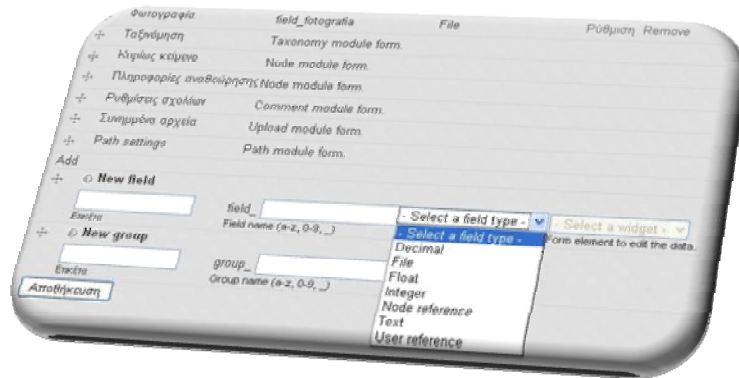 Φωτογραφία field_fotografia File Ρύθμιση Remove
Ταξινόμηση Taxonomy module form.
Κυρίως κείμενο Node module form.
Πληροφορίες αναθεώρησης Node module form.
Ρυθμίσεις σχολίων Comment module form.
Συνημμένα αρχεία Upload module form.
Path settings Path module form.
Add
New field
field_ - Select a field type - - Select a widget -
Ετικέτα Field name (a-z, 0-9, _) - Select a field type - Form element to edit the data.
Decimal
New group File
Float
group_ Integer
Ετικέτα Group name (a-z, 0-9, _) Node reference
Αποθήκευση Text
User reference